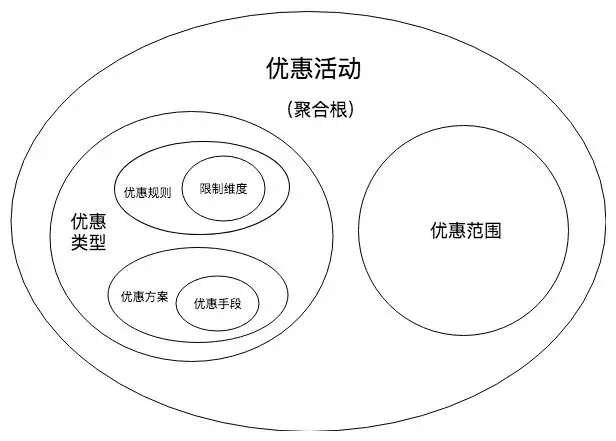 优惠活动
（聚合根）
优惠规则
限制维度
优惠
类型
优惠方案
优惠手段
优惠范围